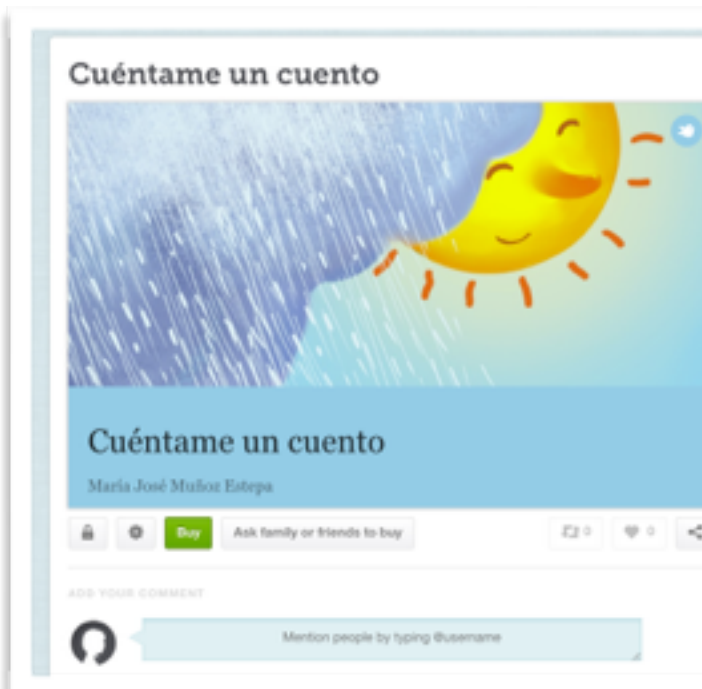 Cuéntame un cuento
Cuéntame un cuento
María José Muñoz Estepa
Buy
Ask family or friends to buy
0
0
ADD YOUR COMMENT
Mention people by typing @username